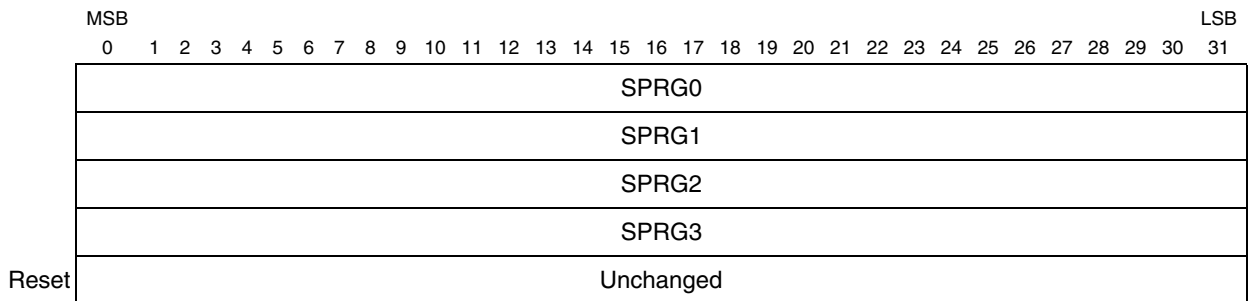 MSB LSB
0 1 2 3 4 5 6 7 8 9 10 11 12 13 14 15 16 17 18 19 20 21 22 23 24 25 26 27 28 29 30 31
SPRG0
SPRG1
SPRG2
SPRG3
Reset Unchanged